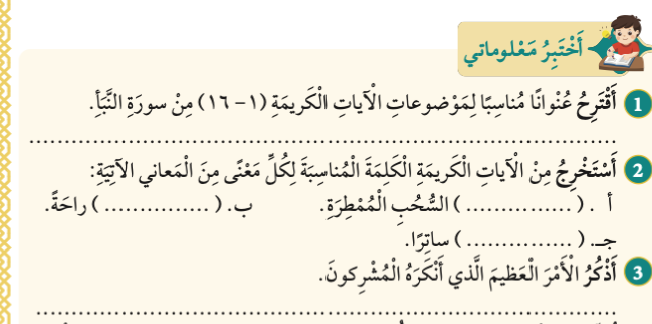 أَخْتَبِرُ مَعْلوماتي
1 أَقْتَرِحُ عُنْوانًا مُناسِبًا لِمَوْضوعاتِ الْآياتِ الْكَريمَةِ (١ - ١٦) مِنْ سورَةِ النَّبَأِ.
................................................................................
2 أَسْتَخْرِجُ مِنَ الْآياتِ الْكَريمَةِ الْكَلِمَةَ الْمُناسِبَةَ لِكُلِّ مَعْنًى مِنَ الْمَعاني الْآتِيَةِ:
أ . (...............) السُّحُبِ الْمُمْطِرَةِ. ب. (...............) راحَةً.
جـ. (...............) ساتِرًا.
3 أَذْكُرُ الْأَمْرَ الْعَظيمَ الَّذي أَنْكَرَهُ الْمُشْرِكونَ.
................................................................................